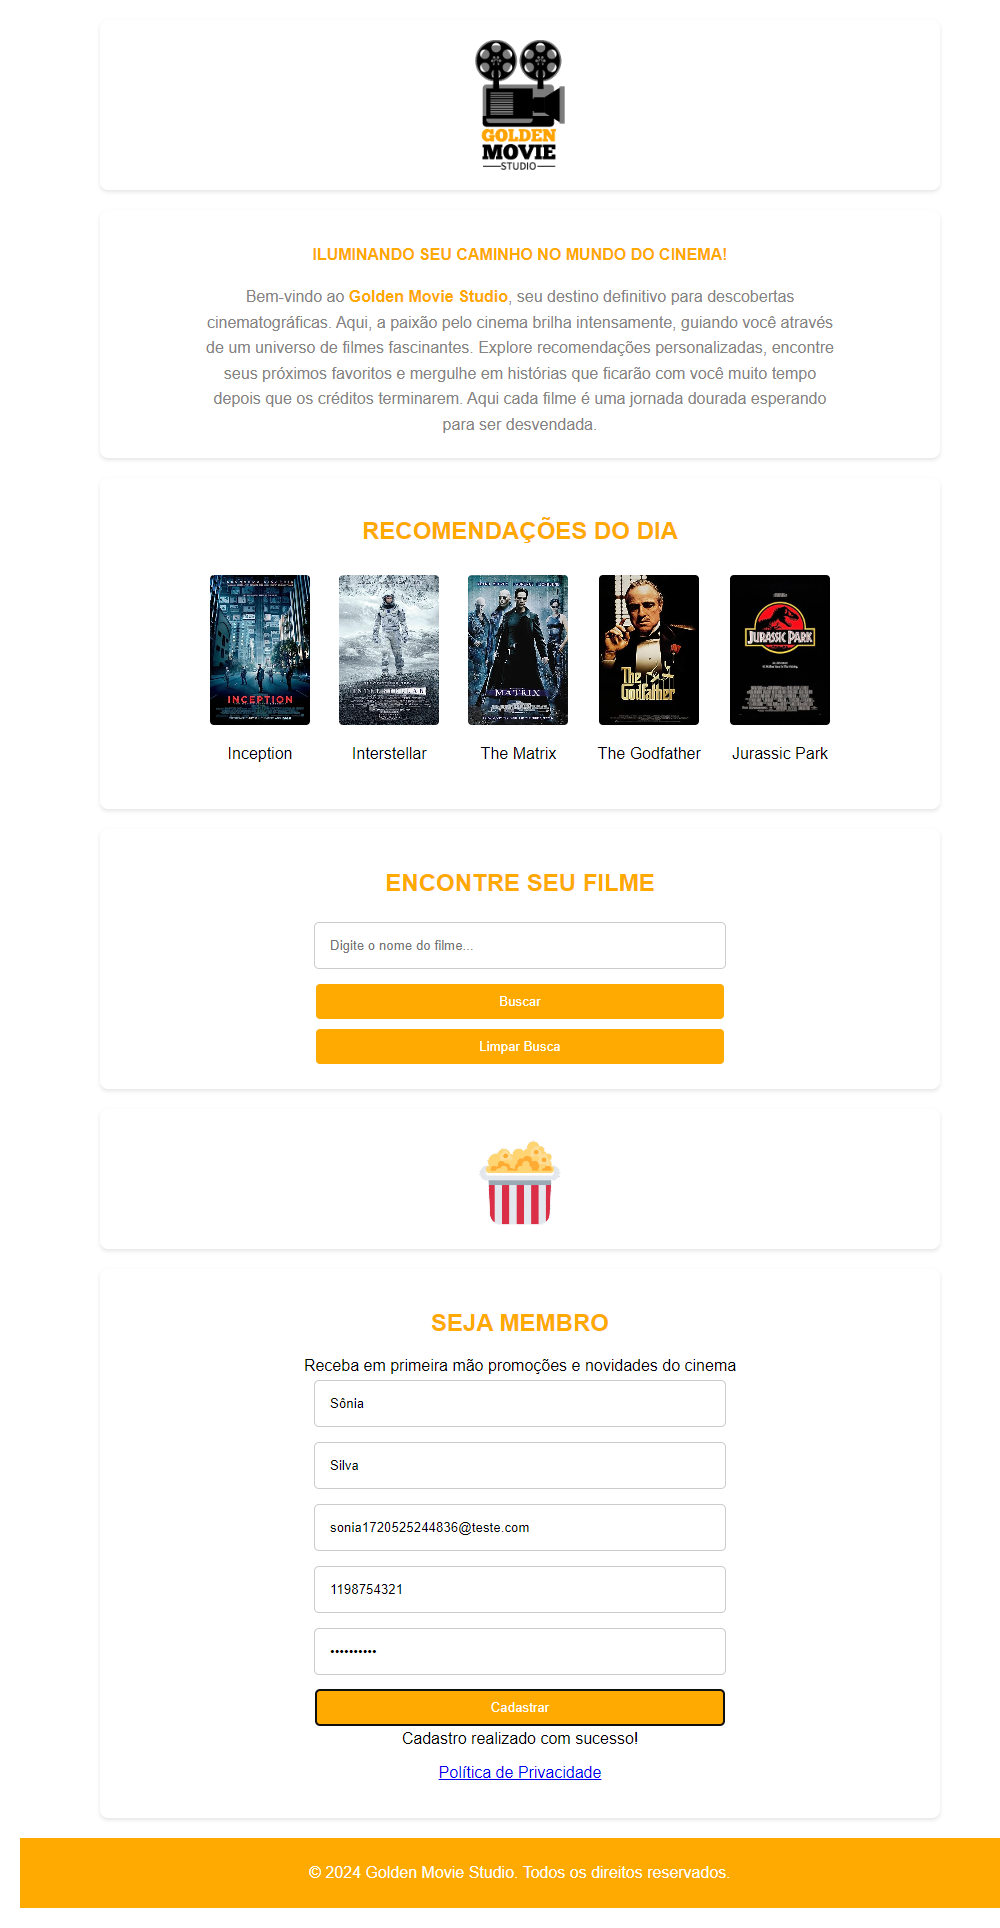 GOLDEN
MOVIE
STUDIO
ILUMINANDO SEU CAMINHO NO MUNDO DO CINEMA!
Bem-vindo ao Golden Movie Studio, seu destino definitivo para descobertas
cinematográficas. Aqui, a paixão pelo cinema brilha intensamente, guiando você através
de um universo de filmes fascinantes. Explore recomendações personalizadas, encontre
seus próximos favoritos e mergulhe em histórias que ficarão com você muito tempo
depois que os créditos terminarem. Aqui cada filme é uma jornada dourada esperando
para ser desvendada.
RECOMENDAÇÕES DO DIA
INCEPTION
INTERSTELLAR
MATRIX
The
Godfather
JURASSIC PARK
Inception
Interstellar
The Matrix
The Godfather
Jurassic Park
ENCONTRE SEU FILME
Digite o nome do filme...
Buscar
Limpar Busca
SEJA MEMBRO
Receba em primeira mão promoções e novidades do cinema
Sônia
Silva
sonia1720525244836@teste.com
1198754321
••••••••••
Cadastrar
Cadastro realizado com sucesso!
Política de Privacidade
© 2024 Golden Movie Studio. Todos os direitos reservados.